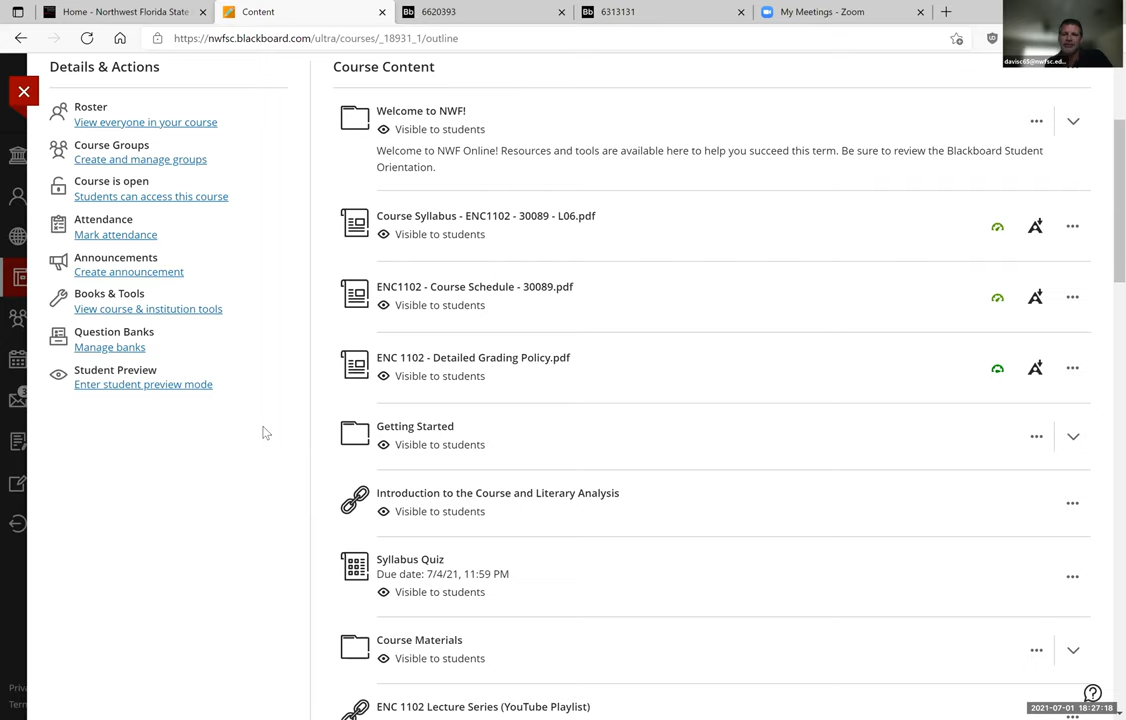 Home - Northwest Florida State
Content
6620393
6313131
My Meetings - Zoom
https://nwfsc.blackboard.com/ultra/courses/_18931_1/outline
davisc65@nwfsc.ed...
Details & Actions
Roster
View everyone in your course
Course Groups
Create and manage groups
Course is open
Students can access this course
Attendance
Mark attendance
Announcements
Create announcement
Books & Tools
View course & institution tools
Question Banks
Manage banks
Student Preview
Enter student preview mode
Course Content
Welcome to NWF!
Visible to students
Welcome to NWF Online! Resources and tools are available here to help you succeed this term. Be sure to review the Blackboard Student
Orientation.
Course Syllabus - ENC1102 - 30089 - L06.pdf
Visible to students
ENC1102 - Course Schedule - 30089.pdf
Visible to students
ENC 1102 - Detailed Grading Policy.pdf
Visible to students
Getting Started
Visible to students
Introduction to the Course and Literary Analysis
Visible to students
Syllabus Quiz
Due date: 7/4/21, 11:59 PM
Visible to students
Course Materials
Visible to students
ENC 1102 Lecture Series (YouTube Playlist)
Priva
Term
2021-07-01 18:27:18